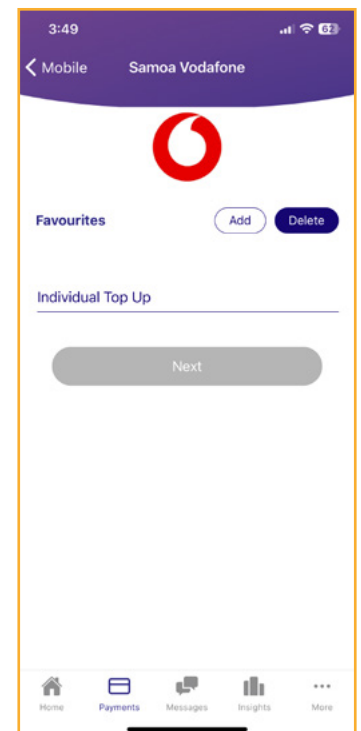 3:49
62
Mobile Samoa Vodafone
Favourites Add Delete
Individual Top Up
Next
Home Payments Messages Insights More